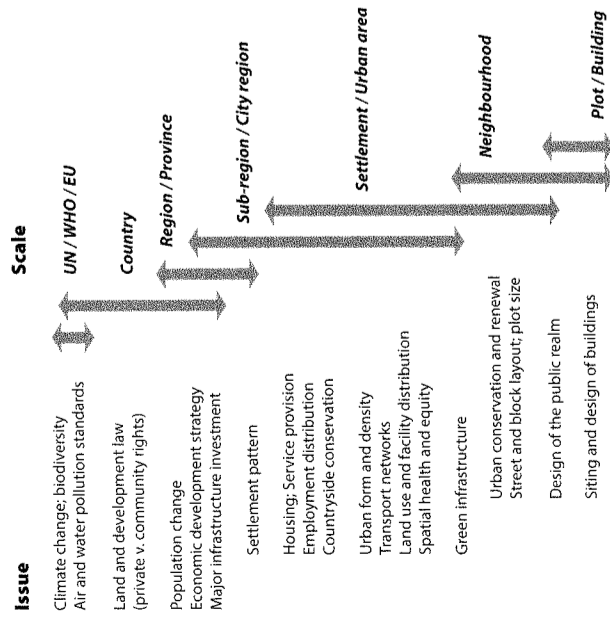 Issue
Scale
Climate change; biodiversity
Air and water pollution standards
Land and development law
(private v. community rights)
Population change
Economic development strategy
Major infrastructure investment
Settlement pattern
Housing; Service provision
Employment distribution
Countryside conservation
Urban form and density
Transport networks
Land use and facility distribution
Spatial health and equity
Green infrastructure
Urban conservation and renewal
Street and block layout; plot size
Design of the public realm
Siting and design of buildings
UN / WHO / EU
Country
Region / Province
Sub-region / City region
Settlement / Urban area
Neighbourhood
Plot / Building